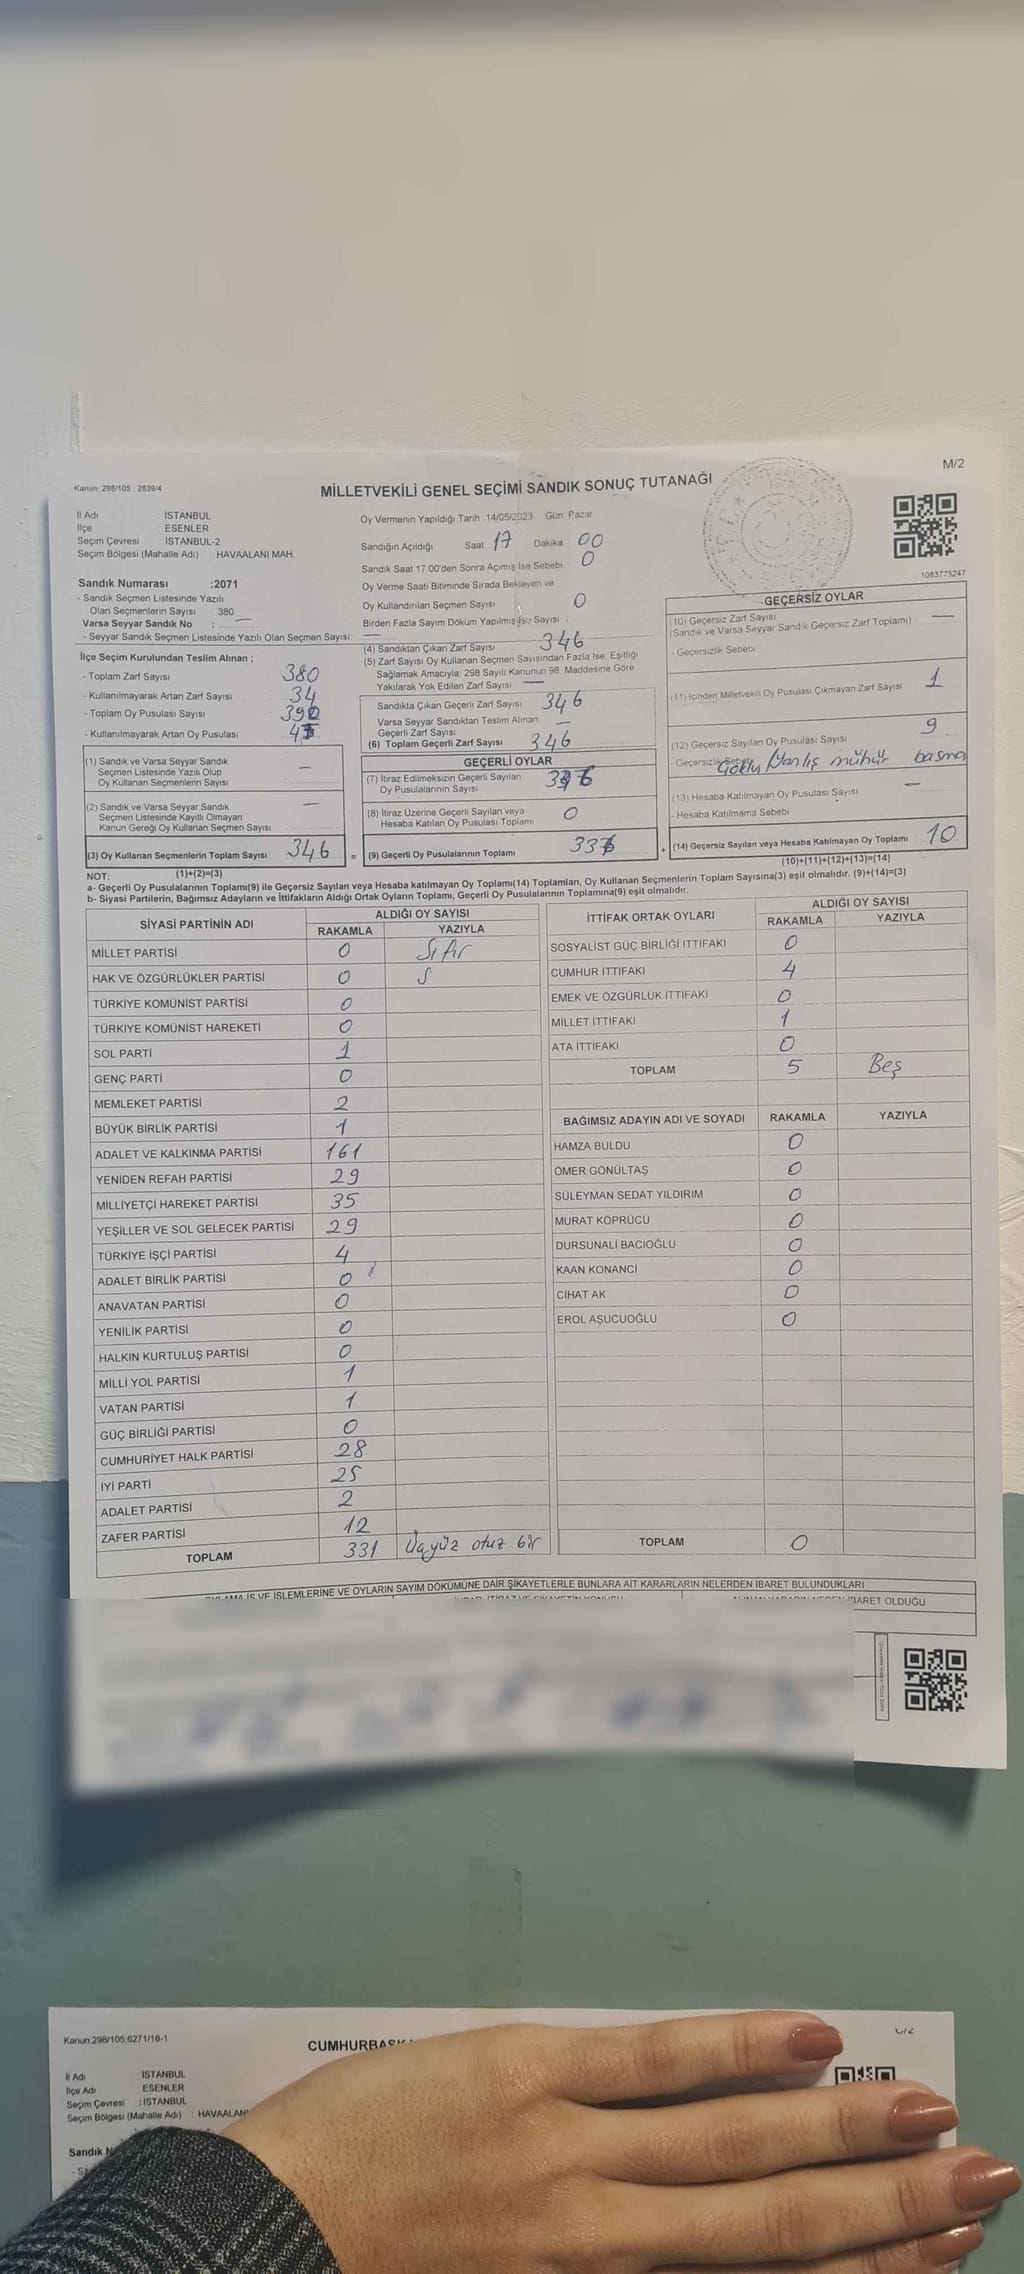 M/2
Kanun: 298/105 , 2839/4
MİLLETVEKİLİ GENEL SEÇİMİ SANDIK SONUÇ TUTANAĞI
İl Adı : İSTANBUL
İlçe : ESENLER
Seçim Çevresi : İSTANBUL-2
Seçim Bölgesi (Mahalle Adı) : HAVAALANI MAH.
Sandık Numarası :2071
- Sandık Seçmen Listesinde Yazılı
Olan Seçmenlerin Sayısı : 380
Varsa Seyyar Sandık No : —
- Seyyar Sandık Seçmen Listesinde Yazılı Olan Seçmen Sayısı: —
Oy Vermenin Yapıldığı Tarih : 14/05/2023 Gün: Pazar
Sandığın Açıldığı Saat 17 Dakika 00
Sandık Saat 17:00'den Sonra Açılmış İse Sebebi 0
Oy Verme Saati Bitiminde Sırada Bekleyen ve
Oy Kullandırılan Seçmen Sayısı 0
Birden Fazla Sayım Döküm Yapılmış İse Sayısı
1083775247
İlçe Seçim Kurulundan Teslim Alınan ;
- Toplam Zarf Sayısı 380
- Kullanılmayarak Artan Zarf Sayısı 34
- Toplam Oy Pusulası Sayısı
- Kullanılmayarak Artan Oy Pusulası
(1) Sandık ve Varsa Seyyar Sandık
Seçmen Listesinde Yazılı Olup
Oy Kullanan Seçmenlerin Sayısı —
(2) Sandık ve Varsa Seyyar Sandık
Seçmen Listesinde Kayıtlı Olmayan
Kanun Gereği Oy Kullanan Seçmen Sayısı —
(3) Oy Kullanan Seçmenlerin Toplam Sayısı 346
(1)+(2)=(3)
(4) Sandıktan Çıkan Zarf Sayısı 346
(5) Zarf Sayısı Oy Kullanan Seçmen Sayısından Fazla İse, Eşitliği
Sağlamak Amacıyla; 298 Sayılı Kanunun 98. Maddesine Göre
Yakılarak Yok Edilen Zarf Sayısı —
Sandıkta Çıkan Geçerli Zarf Sayısı 346
Varsa Seyyar Sandıktan Teslim Alınan
Geçerli Zarf Sayısı —
(6) Toplam Geçerli Zarf Sayısı 346
GEÇERLİ OYLAR
(7) İtiraz Edilmeksizin Geçerli Sayılan
Oy Pusulalarının Sayısı
(8) İtiraz Üzerine Geçerli Sayılan veya
Hesaba Katılan Oy Pusulası Toplamı 0
= (9) Geçerli Oy Pusulalarının Toplamı 336
GEÇERSİZ OYLAR
(10) Geçersiz Zarf Sayısı —
(Sandık ve Varsa Seyyar Sandık Geçersiz Zarf Toplamı)
- Geçersizlik Sebebi
(11) İçinden Milletvekili Oy Pusulası Çıkmayan Zarf Sayısı 1
(12) Geçersiz Sayılan Oy Pusulası Sayısı 9
- Geçersizlik Sebebi Yanlış mühür basma
(13) Hesaba Katılmayan Oy Pusulası Sayısı —
- Hesaba Katılmama Sebebi
+ (14) Geçersiz Sayılan veya Hesaba Katılmayan Oy Toplamı 10
(10)+(11)+(12)+(13)=(14)
NOT:
a- Geçerli Oy Pusulalarının Toplamı(9) ile Geçersiz Sayılan veya Hesaba katılmayan Oy Toplamı(14) Toplamları, Oy Kullanan Seçmenlerin Toplam Sayısına(3) eşit olmalıdır. (9)+(14)=(3)
b- Siyasi Partilerin, Bağımsız Adayların ve İttifakların Aldığı Ortak Oyların Toplamı, Geçerli Oy Pusulalarının Toplamına(9) eşit olmalıdır.
SİYASİ PARTİNİN ADI ALDIĞI OY SAYISI
RAKAMLA YAZIYLA
MİLLET PARTİSİ 0 Sıfır
HAK VE ÖZGÜRLÜKLER PARTİSİ 0 S
TÜRKİYE KOMÜNİST PARTİSİ 0
TÜRKİYE KOMÜNİST HAREKETİ 0
SOL PARTİ 1
GENÇ PARTİ 0
MEMLEKET PARTİSİ 2
BÜYÜK BİRLİK PARTİSİ 1
ADALET VE KALKINMA PARTİSİ 161
YENİDEN REFAH PARTİSİ 29
MİLLİYETÇİ HAREKET PARTİSİ 35
YEŞİLLER VE SOL GELECEK PARTİSİ 29
TÜRKİYE İŞÇİ PARTİSİ 4
ADALET BİRLİK PARTİSİ 0
ANAVATAN PARTİSİ 0
YENİLİK PARTİSİ 0
HALKIN KURTULUŞ PARTİSİ 0
MİLLİ YOL PARTİSİ 1
VATAN PARTİSİ 1
GÜÇ BİRLİĞİ PARTİSİ 0
CUMHURİYET HALK PARTİSİ 28
İYİ PARTİ 25
ADALET PARTİSİ 2
ZAFER PARTİSİ 12
TOPLAM 331 Üçyüz otuz bir
İTTİFAK ORTAK OYLARI ALDIĞI OY SAYISI
RAKAMLA YAZIYLA
SOSYALİST GÜÇ BİRLİĞİ İTTİFAKI 0
CUMHUR İTTİFAKI 4
EMEK VE ÖZGÜRLÜK İTTİFAKI 0
MİLLET İTTİFAKI 1
ATA İTTİFAKI 0
TOPLAM 5 Beş
BAĞIMSIZ ADAYIN ADI VE SOYADI RAKAMLA YAZIYLA
HAMZA BULDU 0
ÖMER GÖNÜLTAŞ 0
SÜLEYMAN SEDAT YILDIRIM 0
MURAT KÖPRÜCÜ 0
DURSUNALİ BACIOĞLU 0
KAAN KONANCİ 0
CİHAT AK 0
EROL AŞUCUOĞLU 0
TOPLAM 0
İŞ VE İŞLEMLERİNE VE OYLARIN SAYIM DÖKÜMÜNE DAİR ŞİKAYETLERLE BUNLARA AİT KARARLARIN NELERDEN İBARET BULUNDUKLARI
İBARET OLDUĞU
Kanun:298/105;6271/18-1
CUMHURBAŞK
İl Adı İSTANBUL
İlçe Adı ESENLER
Seçim Çevresi : İSTANBUL
Seçim Bölgesi (Mahalle Adı) : HAVAALAN
Sandık N